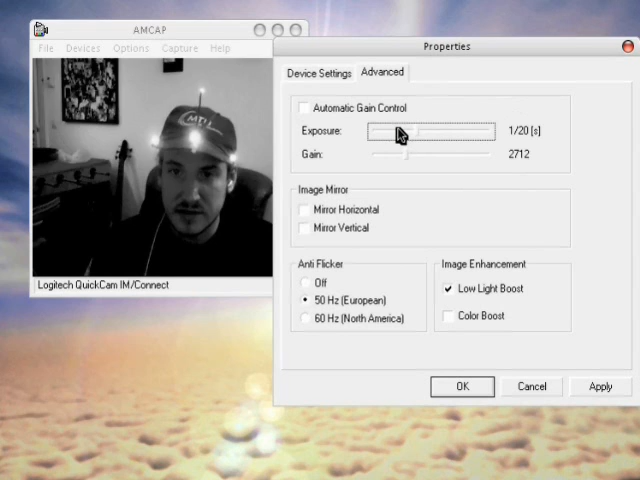 AMCAP
File Devices Options Capture Help
Logitech QuickCam IM/Connect
Properties
Device Settings Advanced
Automatic Gain Control
Exposure: 1/20 [s]
Gain: 2712
Image Mirror
Mirror Horizontal
Mirror Vertical
Anti Flicker
Off
50 Hz (European)
60 Hz (North America)
Image Enhancement
Low Light Boost
Color Boost
OK Cancel Apply